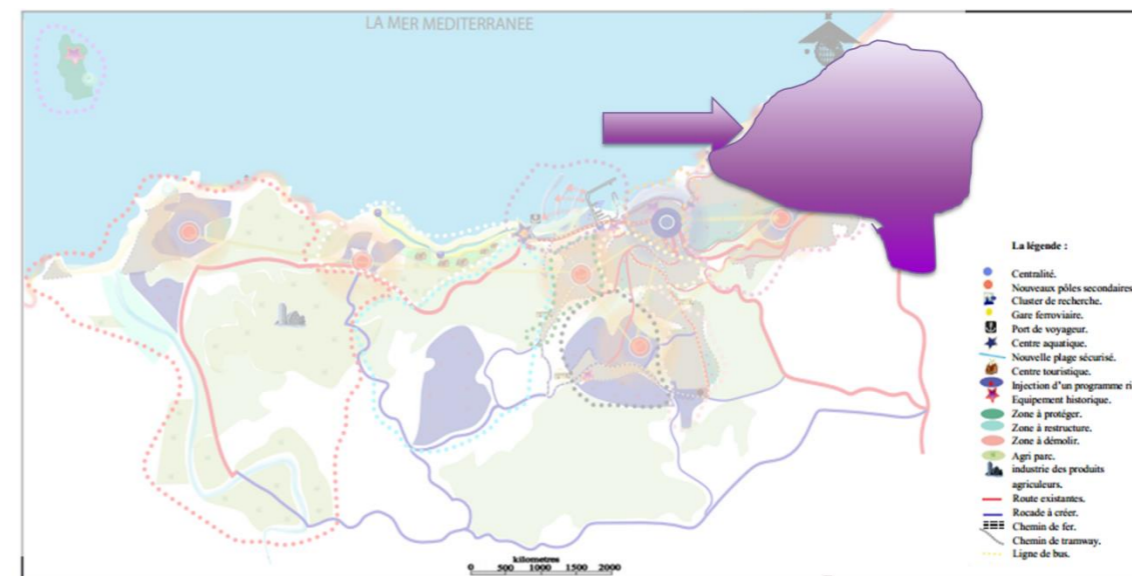 LA MER MEDITERRANEE
La légende :
Centralité.
Nouveaux pôles secondaires
Cluster de recherche.
Gare ferroviaire.
Port de voyageur.
Centre aquatique.
Nouvelle plage sécurisé.
Centre touristique.
Injection d'un programme ri
Equipement historique.
Zone à protéger.
Zone à restructure.
Zone à démolir.
Agri parc.
industrie des produits
agriculeurs.
Route existantes.
Rocade à créer.
Chemin de fer.
Chemin de tramway.
Ligne de bus.
kilometres
0 500 1000 1500 2000